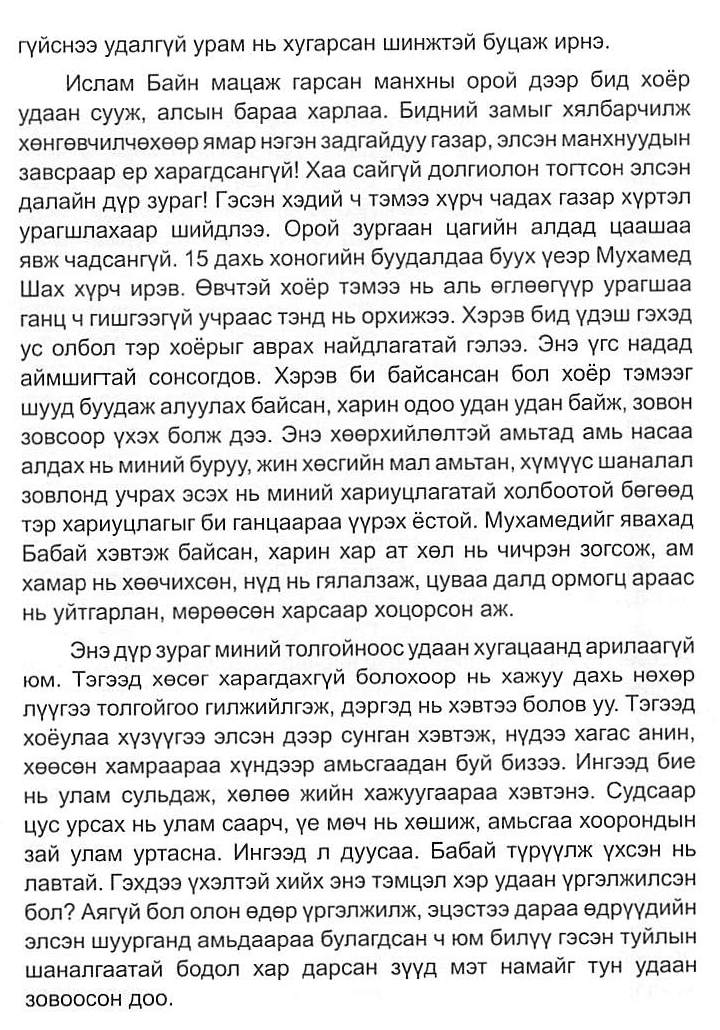 гүйснээ удалгүй урам нь хугарсан шинжтэй буцаж ирнэ.
Ислам Байн мацаж гарсан манхны орой дээр бид хоёр
удаан сууж, алсын бараа харлаа. Бидний замыг хялбарчилж
хөнгөвчилчөхөөр ямар нэгэн задгайдуу газар, элсэн манхнуудын
завсраар ер харагдсангүй! Хаа сайгүй долгиолон тогтсон элсэн
далайн дүр зураг! Гэсэн хэдий ч тэмээ хүрч чадах газар хүртэл
урагшлахаар шийдлээ. Орой зургаан цагийн алдад цаашаа
явж чадсангүй. 15 дахь хоногийн буудалдаа буух үеэр Мухамед
Шах хүрч ирэв. Өвчтэй хоёр тэмээ нь аль өглөөгүүр урагшаа
ганц ч гишгээгүй учраас тэнд нь орхижээ. Хэрэв бид үдэш гэхэд
ус олбол тэр хоёрыг аврах найдлагатай гэлээ. Энэ үгс надад
аймшигтай сонсогдов. Хэрэв би байсансан бол хоёр тэмээг
шууд буудаж алуулах байсан, харин одоо удан удан байж, зовон
зовсоор үхэх болж дээ. Энэ хөөрхийлөлтэй амьтад амь насаа
алдах нь миний буруу, жин хөсгийн мал амьтан, хүмүүс шаналал
зовлонд учрах эсэх нь миний хариуцлагатай холбоотой бөгөөд
тэр хариуцлагыг би ганцаараа үүрэх ёстой. Мухамедийг явахад
Бабай хэвтэж байсан, харин хар ат хөл нь чичрэн зогсож, ам
хамар нь хөөчихсөн, нүд нь гялалзаж, цуваа далд ормогц араас
нь уйтгарлан, мөрөөсөн харсаар хоцорсон аж.
Энэ дүр зураг миний толгойноос удаан хугацаанд арилаагүй
юм. Тэгээд хөсөг харагдахгүй болохоор нь хажуу дахь нөхөр
лүүгээ толгойгоо гилжийлгэж, дэргэд нь хэвтээ болов уу. Тэгээд
хоёулаа хүзүүгээ элсэн дээр сунган хэвтэж, нүдээ хагас анин,
хөөсөн хамраараа хүндээр амьсгаадан буй бизээ. Ингээд бие
нь улам сульдаж, хөлөө жийн хажуугаараа хэвтэнэ. Судсаар
цус урсах нь улам саарч, үе мөч нь хөшиж, амьсгаа хоорондын
зай улам уртасна. Ингээд л дуусаа. Бабай түрүүлж үхсэн нь
лавтай. Гэхдээ үхэлтэй хийх энэ тэмцэл хэр удаан үргэлжилсэн
бол? Аягүй бол олон өдөр үргэлжилж, эцэстээ дараа өдрүүдийн
элсэн шуурганд амьдаараа булагдсан ч юм билүү гэсэн туйлын
шаналгаатай бодол хар дарсан зүүд мэт намайг тун удаан
зовоосон доо.